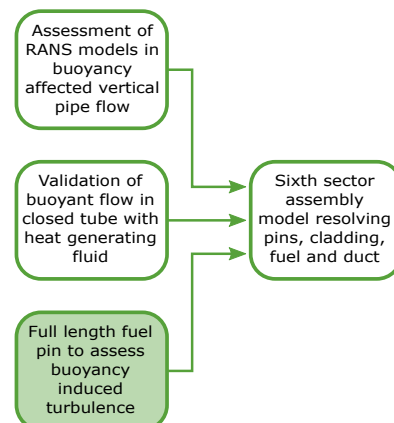 Assessment of
RANS models in
buoyancy
affected vertical
pipe flow
Validation of
buoyant flow in
closed tube with
heat generating
fluid
Sixth sector
assembly
model resolving
pins, cladding,
fuel and duct
Full length fuel
pin to assess
buoyancy
induced
turbulence